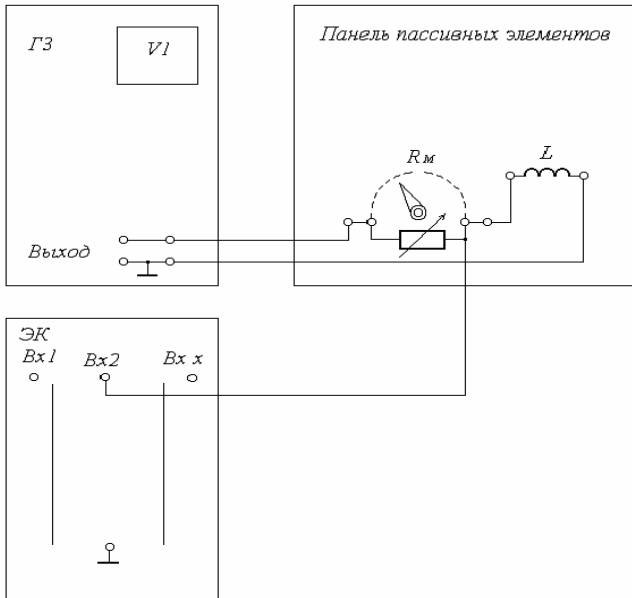 ГЗ
V1
Панель пассивных элементов
Rм
L
Выход
ЭК
Вх1
Вх2
Вх х